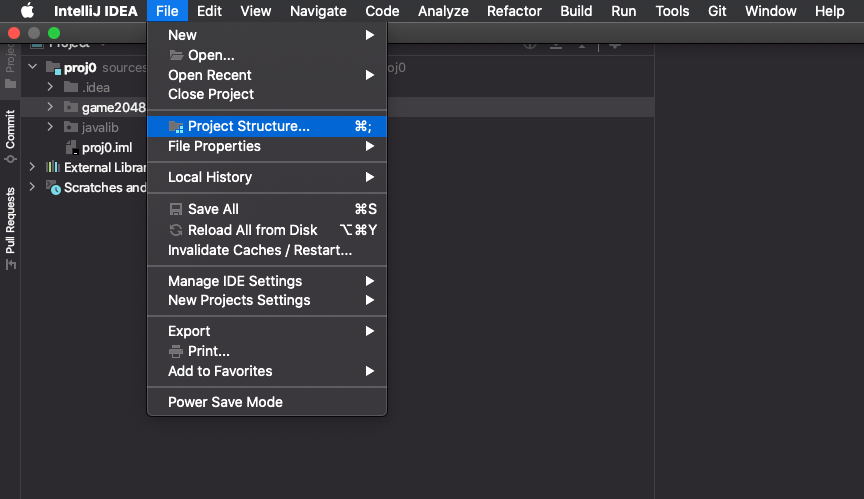 IntelliJ IDEA File Edit View Navigate Code Analyze Refactor Build Run Tools Git Window Help
Project
proj0 sources
.idea
game2048
javalib
proj0.iml
External Librar
Scratches and
Commit
Pull Requests
New
Open...
Open Recent
Close Project
Project Structure... ⌘;
File Properties
Local History
Save All ⌘S
Reload All from Disk ⌥⌘Y
Invalidate Caches / Restart...
Manage IDE Settings
New Projects Settings
Export
Print...
Add to Favorites
Power Save Mode
oj0